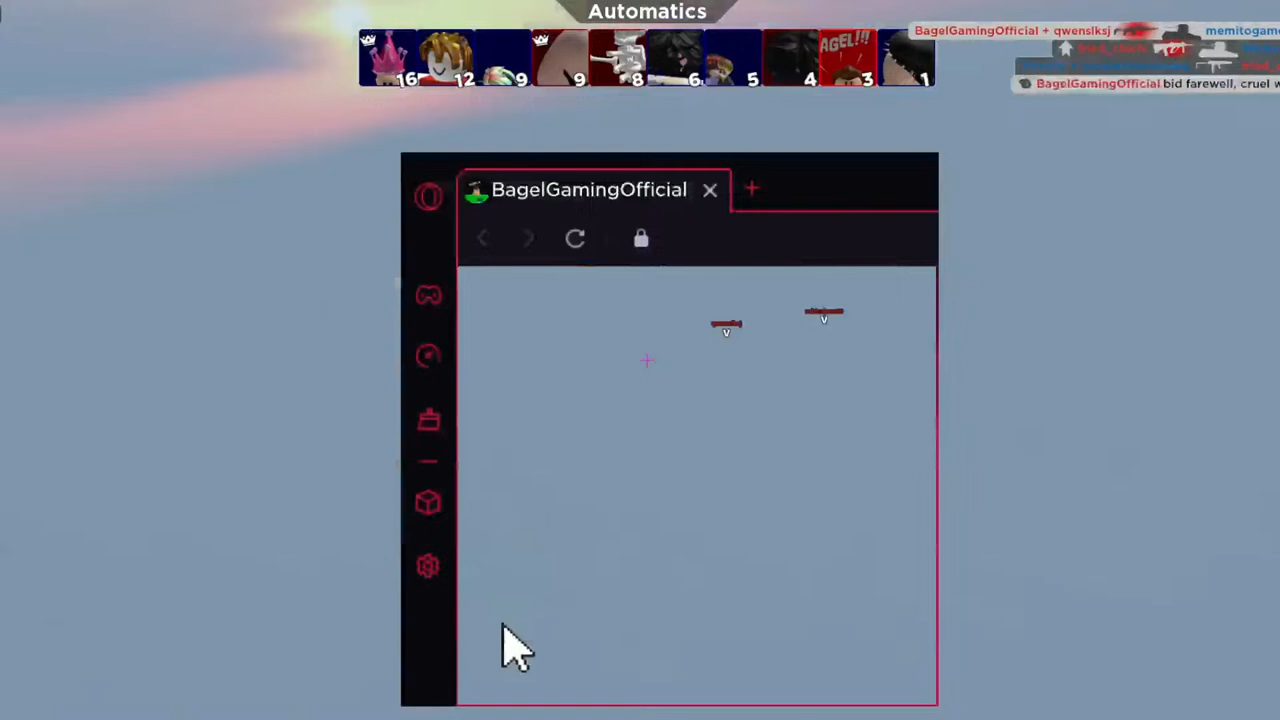 Automatics
16 12 9 9 8 6 5 4 3 1
AGEL!!!
BagelGamingOfficial + qwenslksj memitogame
BagelGamingOfficial bid farewell, cruel w
BagelGamingOfficial